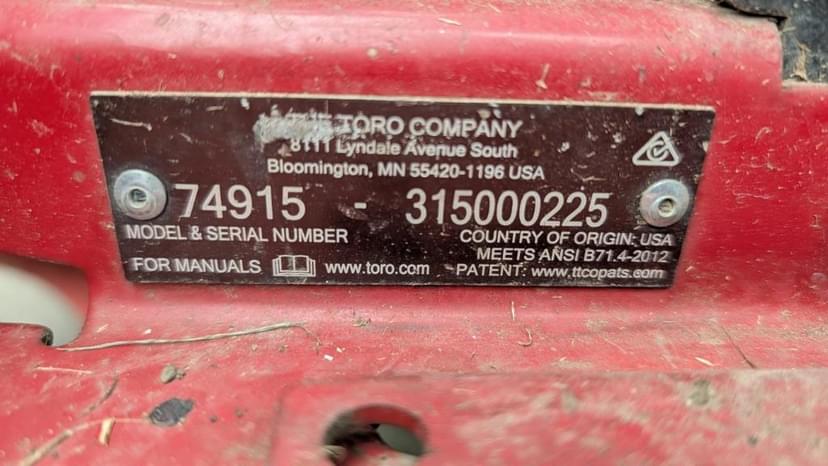 TORO COMPANY
8111 Lyndale Avenue South
Bloomington, MN 55420-1196 USA
74915 - 315000225
MODEL & SERIAL NUMBER COUNTRY OF ORIGIN: USA
MEETS ANSI B71.4-2012
FOR MANUALS www.toro.com PATENT: www.ttcopats.com